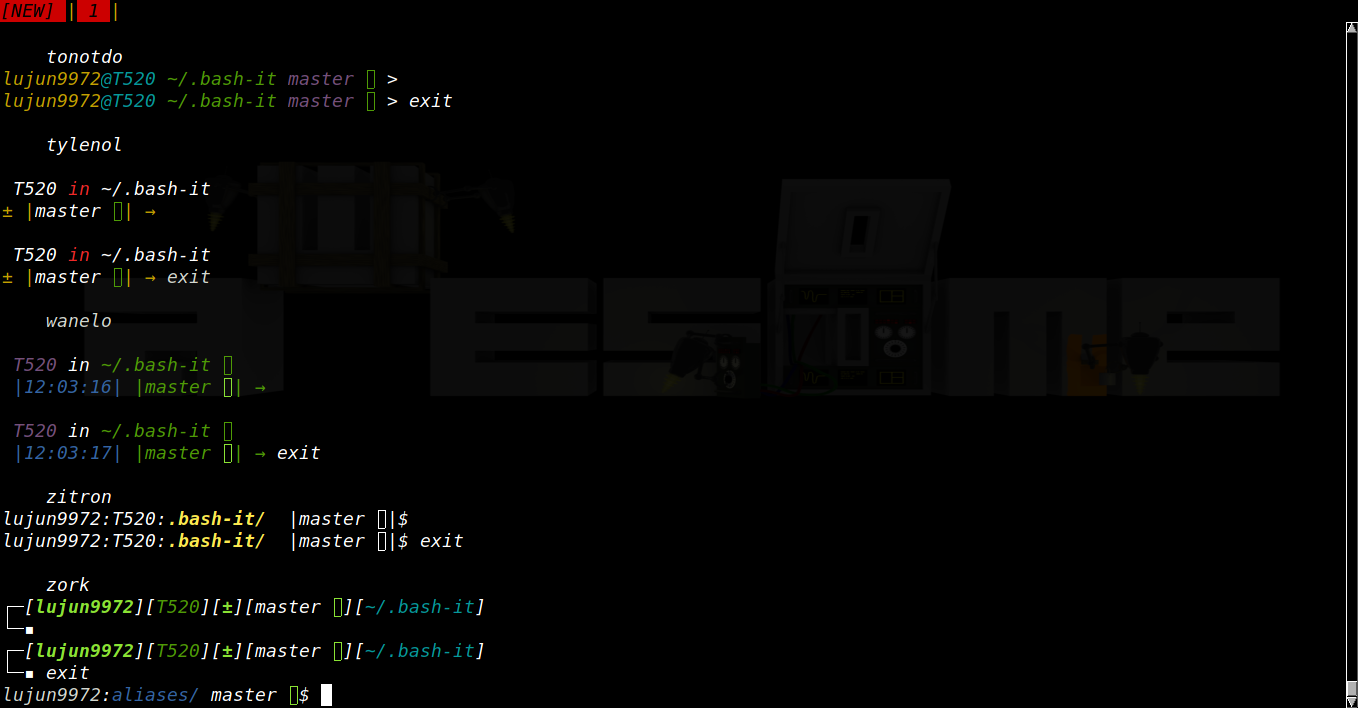 [NEW] | 1 |
tonotdo
lujun9972@T520 ~/.bash-it master ▯ >
lujun9972@T520 ~/.bash-it master ▯ > exit
tylenol
T520 in ~/.bash-it
± |master ▯| →
T520 in ~/.bash-it
± |master ▯| → exit
wanelo
T520 in ~/.bash-it ▯
|12:03:16| |master ▯| →
T520 in ~/.bash-it ▯
|12:03:17| |master ▯| → exit
zitron
lujun9972:T520:.bash-it/  |master ▯|$
lujun9972:T520:.bash-it/  |master ▯|$ exit
zork
┌─[lujun9972][T520][±][master ▯][~/.bash-it]
└─▪
┌─[lujun9972][T520][±][master ▯][~/.bash-it]
└─▪ exit
lujun9972:aliases/ master ▯$